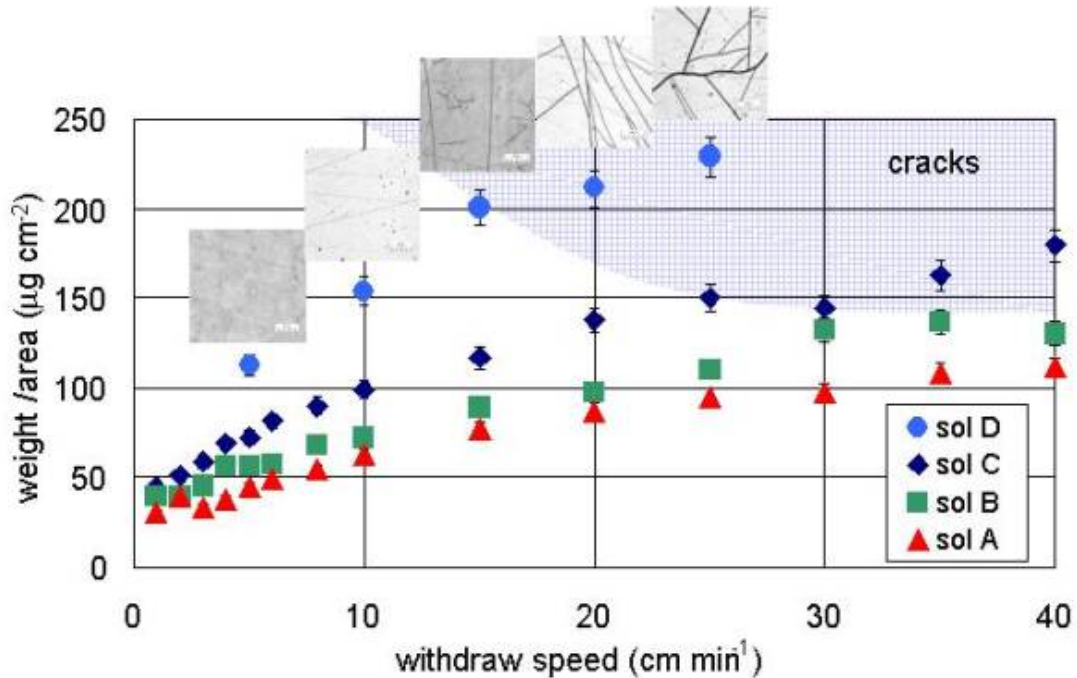 250
200
150
100
50
0
weight /area (µg cm-2)
cracks
sol D
sol C
sol B
sol A
0 10 20 30 40
withdraw speed (cm min-1)